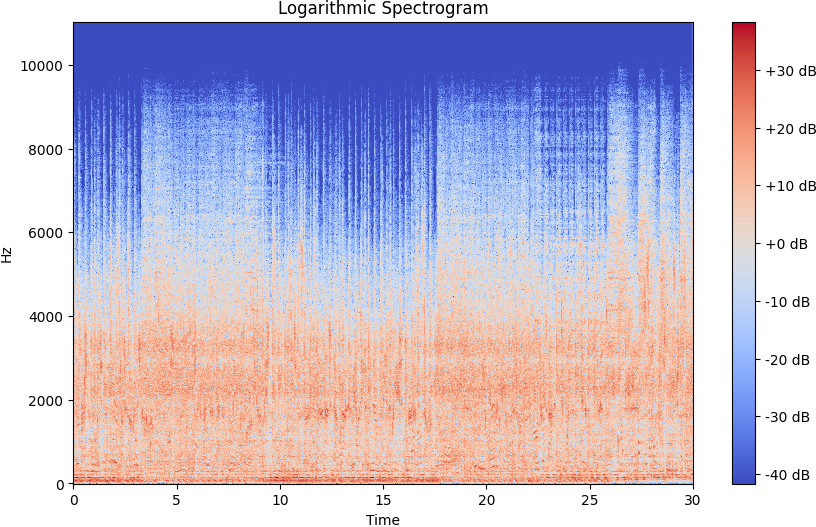 Logarithmic Spectrogram
Hz
10000
8000
6000
4000
2000
0
0 5 10 15 20 25 30
Time
+30 dB
+20 dB
+10 dB
+0 dB
-10 dB
-20 dB
-30 dB
-40 dB